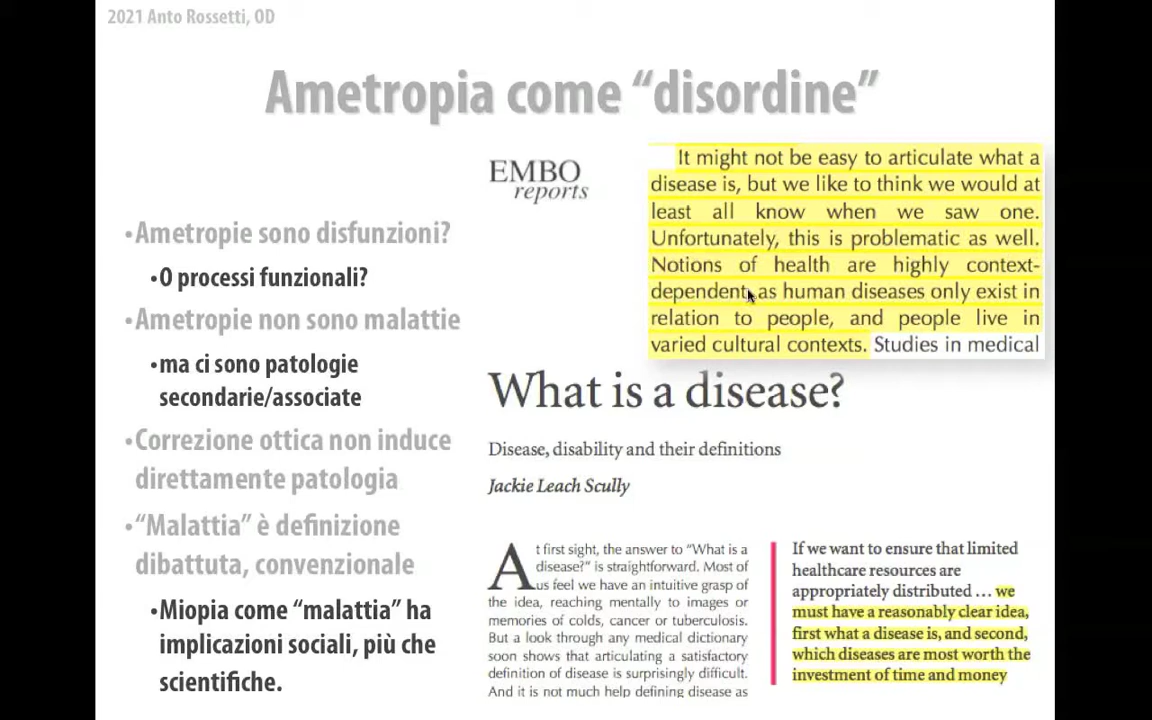 2021 Anto Rossetti, OD
Ametropia come “disordine”
•Ametropie sono disfunzioni?
•O processi funzionali?
•Ametropie non sono malattie
•ma ci sono patologie
secondarie/associate
•Correzione ottica non induce
direttamente patologia
•“Malattia” è definizione
dibattuta, convenzionale
•Miopia come “malattia” ha
implicazioni sociali, più che
scientifiche.
EMBO
reports
It might not be easy to articulate what a
disease is, but we like to think we would at
least all know when we saw one.
Unfortunately, this is problematic as well.
Notions of health are highly context-
dependent, as human diseases only exist in
relation to people, and people live in
varied cultural contexts. Studies in medical
What is a disease?
Disease, disability and their definitions
Jackie Leach Scully
At first sight, the answer to “What is a
disease?” is straightforward. Most of
us feel we have an intuitive grasp of
the idea, reaching mentally to images or
memories of colds, cancer or tuberculosis.
But a look through any medical dictionary
soon shows that articulating a satisfactory
definition of disease is surprisingly difficult.
And it is not much help defining disease as
If we want to ensure that limited
healthcare resources are
appropriately distributed … we
must have a reasonably clear idea,
first what a disease is, and second,
which diseases are most worth the
investment of time and money